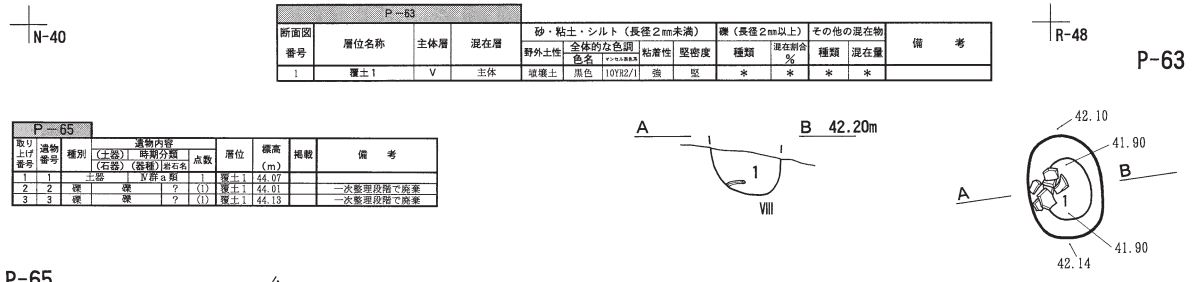 N-40
P-63
断面図番号 層位名称 主体層 混在層 砂・粘土・シルト（長径２㎜未満） 礫（長径２㎜以上） その他の混在物 備 考
野外土性 全体的な色調 粘着性 堅密度 種類 混在割合% 種類 混在量
色名
1 覆土１ Ⅴ 主体 埴壌土 黒色 10YR2/1 強 堅 * * * *
R-48
P-63
P-65
取り上げ番号 遺物番号 種別 遺物内容 点数 層位 標高(m) 掲載 備 考
(土器) 時期分類
(石器) (器種) 岩石名
1 1 土器 Ⅳ群ａ類 1 覆土1 44.07
2 2 礫 礫 ? (1) 覆土1 44.01 一次整理段階で廃棄
3 3 礫 礫 ? (1) 覆土1 44.13 一次整理段階で廃棄
A B 42.20m
1
Ⅷ
42.10
41.90
A B
1
41.90
42.14
P-65